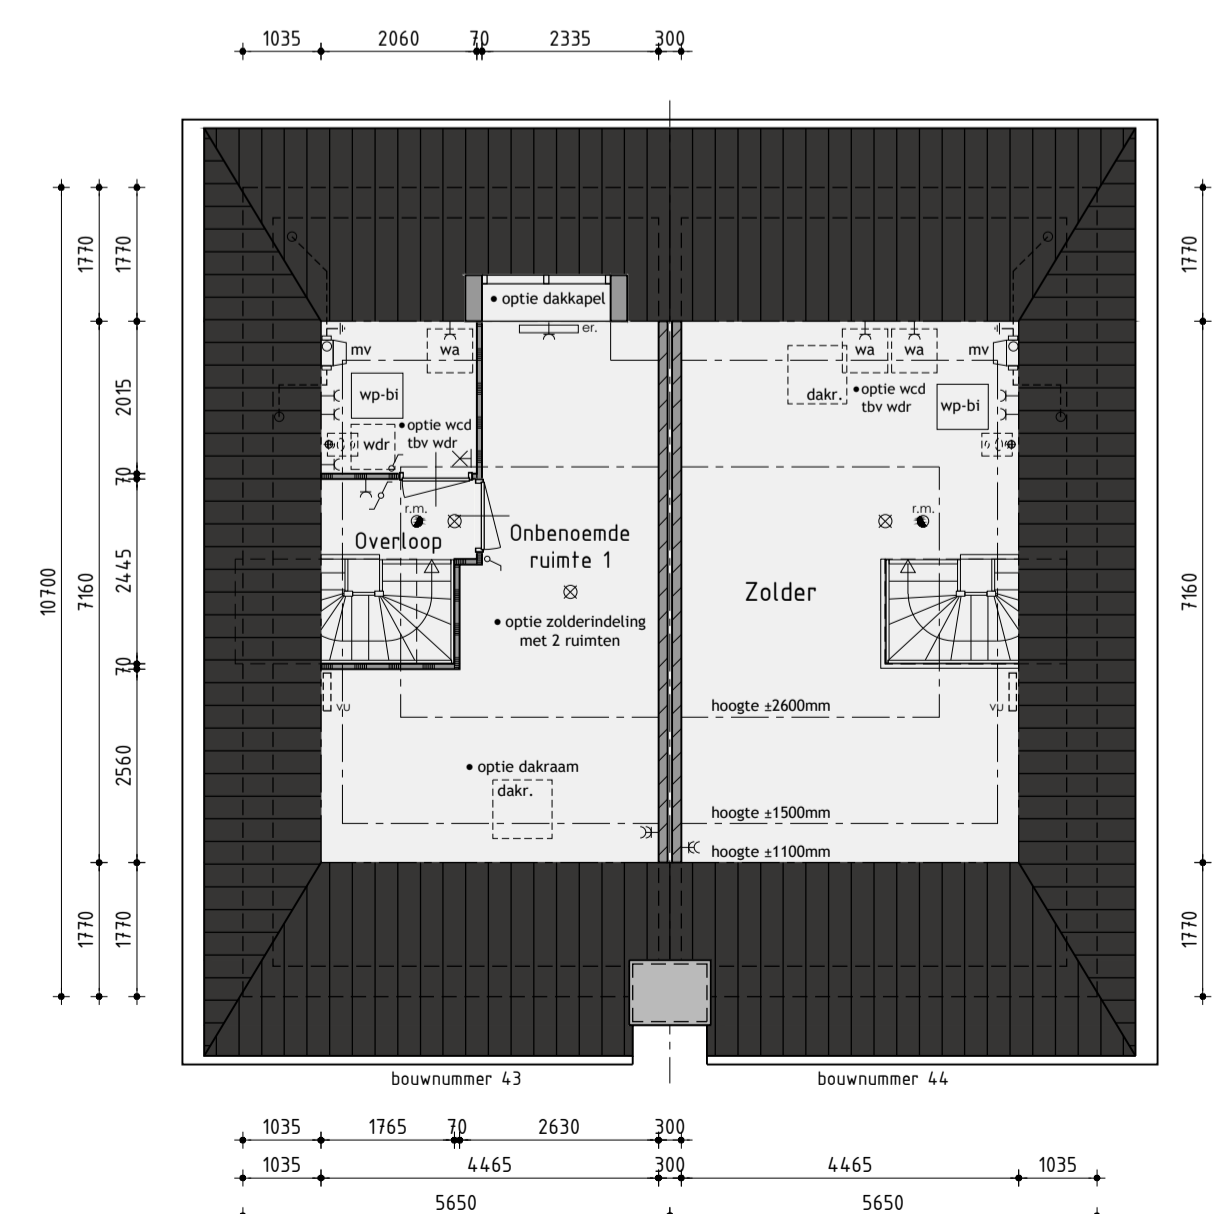 1035 2060 70 2335 300
1770 1770 1770
optie dakkapel
er.
mv wa wa wa mv
wp-bi dakr. optie wcd wp-bi
tbv wdr
optie wcd
wdr tbv wdr
2015
70
r.m. r.m.
Overloop Onbenoemde
ruimte 1
Zolder
10700 7160 2445 7160
optie zolderindeling
met 2 ruimten
70
vu vu
hoogte ±2600mm
2560
optie dakraam
dakr.
hoogte ±1500mm
hoogte ±1100mm
1770 1770 1770
bouwnummer 43 bouwnummer 44
1035 1765 70 2630 300
1035 4465 300 4465 1035
5650 5650